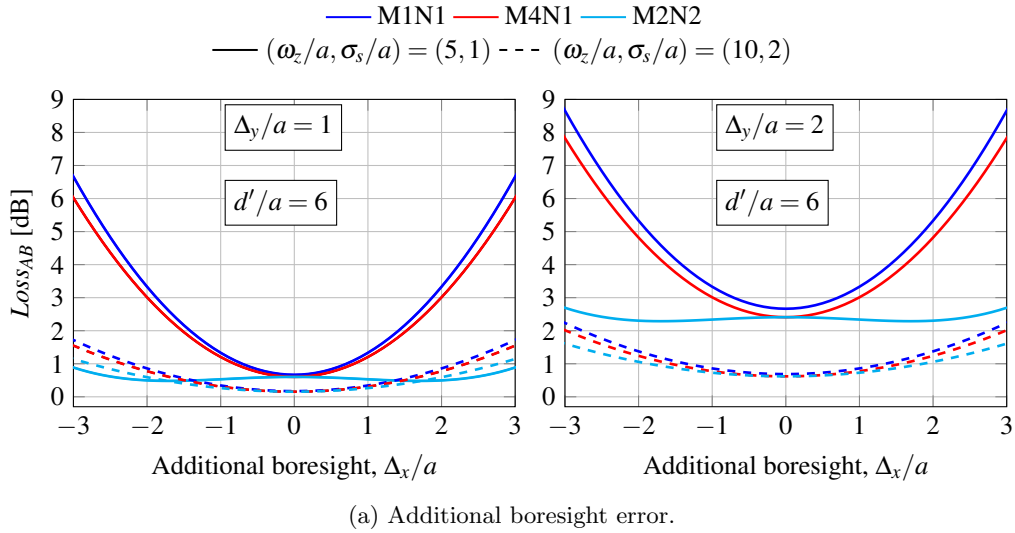 M1N1 M4N1 M2N2
(ω_z/a, σ_s/a) = (5, 1) (ω_z/a, σ_s/a) = (10, 2)
Loss_AB [dB]
9
8
7
6
5
4
3
2
1
0
Δ_y/a = 1
d′/a = 6
−3 −2 −1 0 1 2 3
Additional boresight, Δ_x/a
9
8
7
6
5
4
3
2
1
0
Δ_y/a = 2
d′/a = 6
−3 −2 −1 0 1 2 3
Additional boresight, Δ_x/a
(a) Additional boresight error.